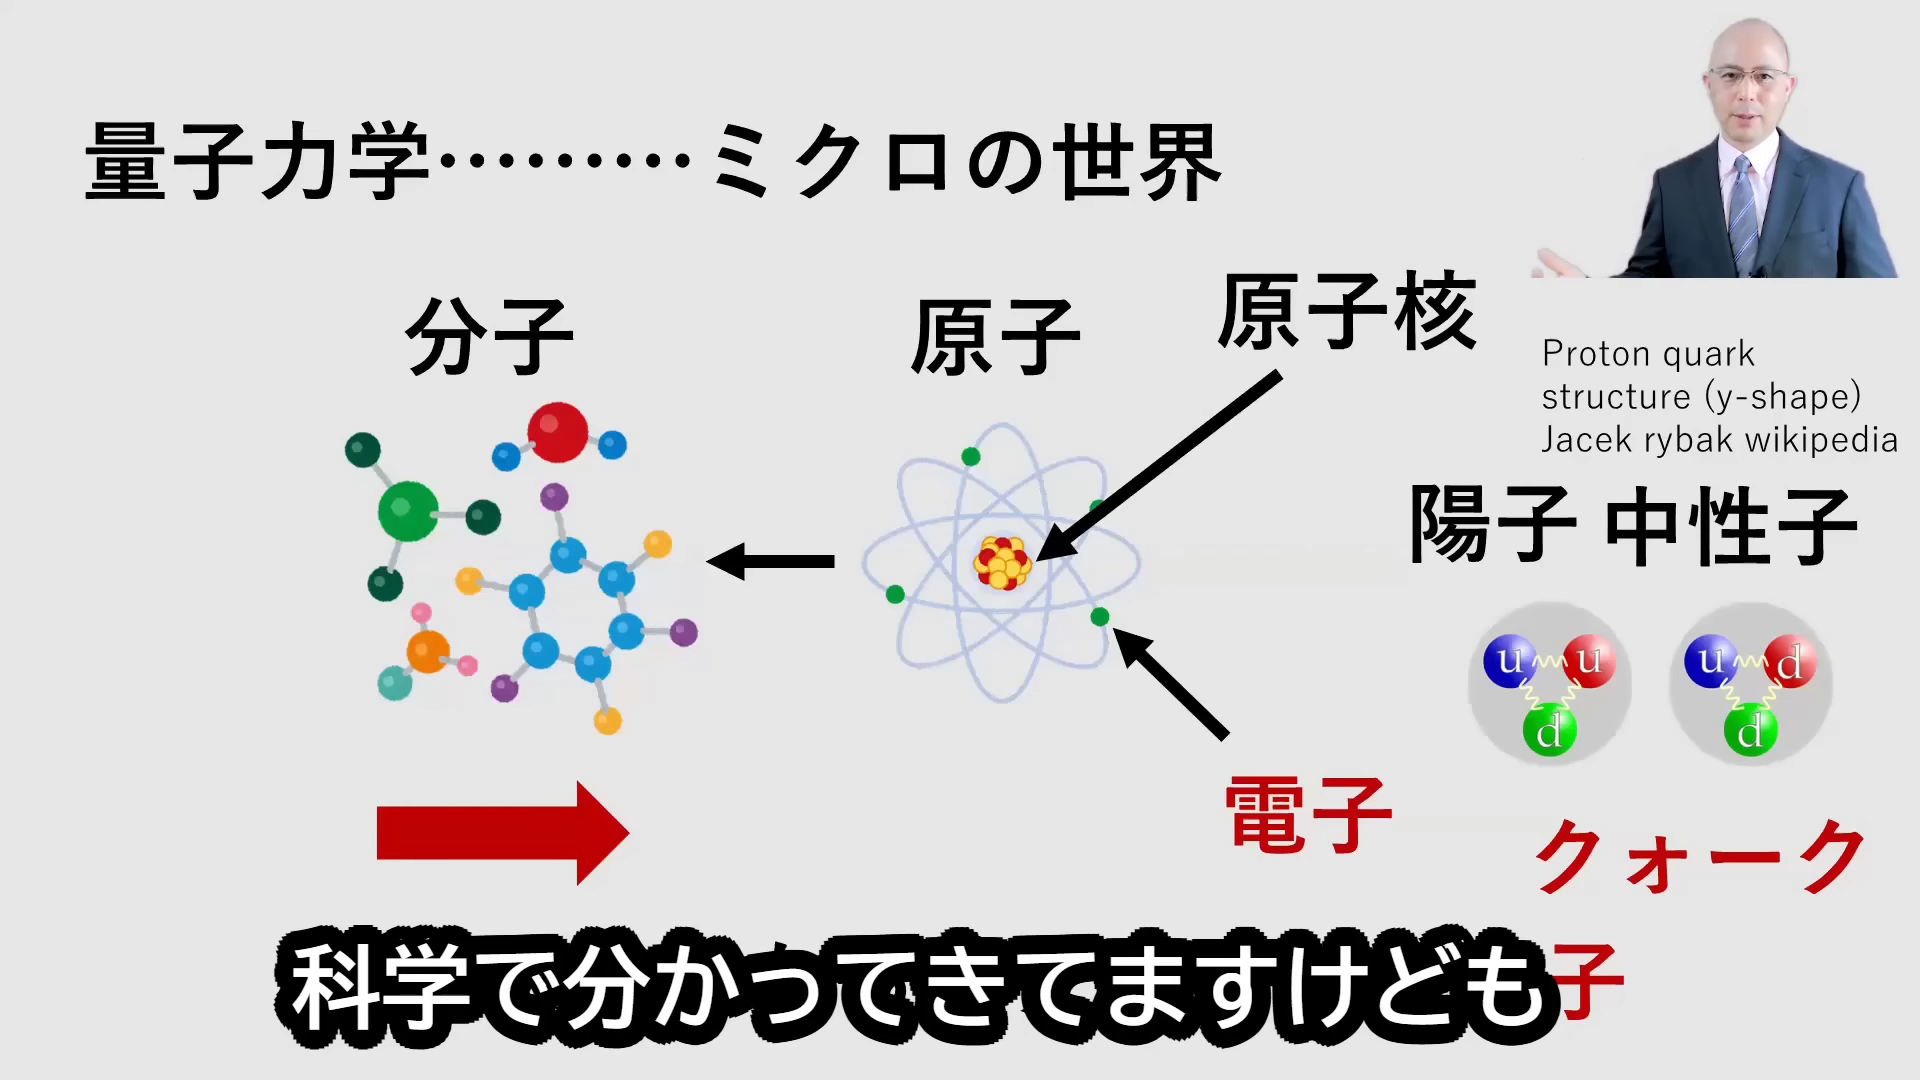 量子力学………ミクロの世界
分子
原子
原子核
Proton quark
structure (y-shape)
Jacek rybak wikipedia
陽子 中性子
u u
d
u d
d
電子
クォーク
科学で分かってきてますけども
子